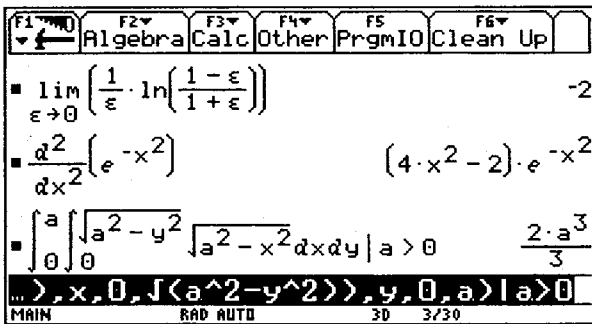 F1 F2 F3 F4 F5 F6
Algebra Calc Other PrgmIO Clean Up
lim ε→0 (1/ε · ln((1 − ε)/(1 + ε))) -2
d²/dx² (e^-x²) (4·x² − 2)·e^-x²
∫0^a ∫0^√(a² − y²) √(a² − x²) dx dy | a > 0 2·a³/3
…),x,0,√(a^2-y^2)),y,0,a)|a>0
MAIN RAD AUTO 3D 3/30